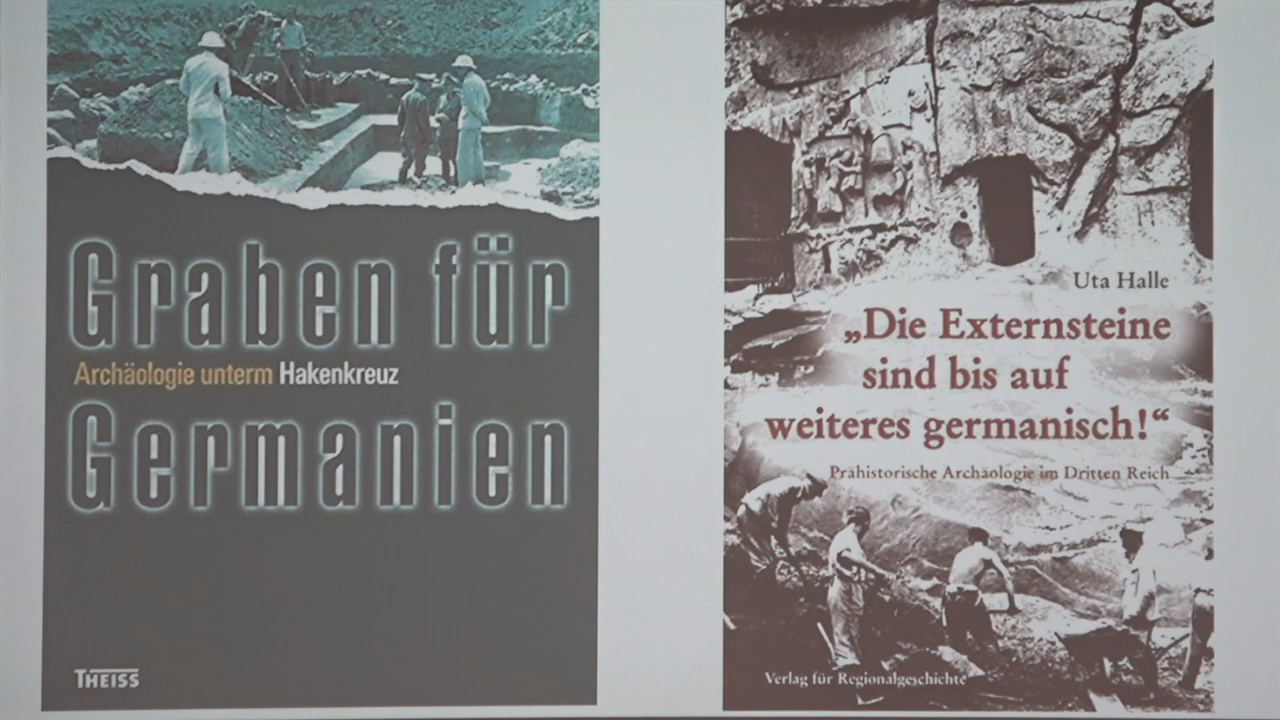 Graben für
Archäologie unterm Hakenkreuz
Germanien
THEISS
Uta Halle
„Die Externsteine
sind bis auf
weiteres germanisch!“
Prähistorische Archäologie im Dritten Reich
Verlag für Regionalgeschichte